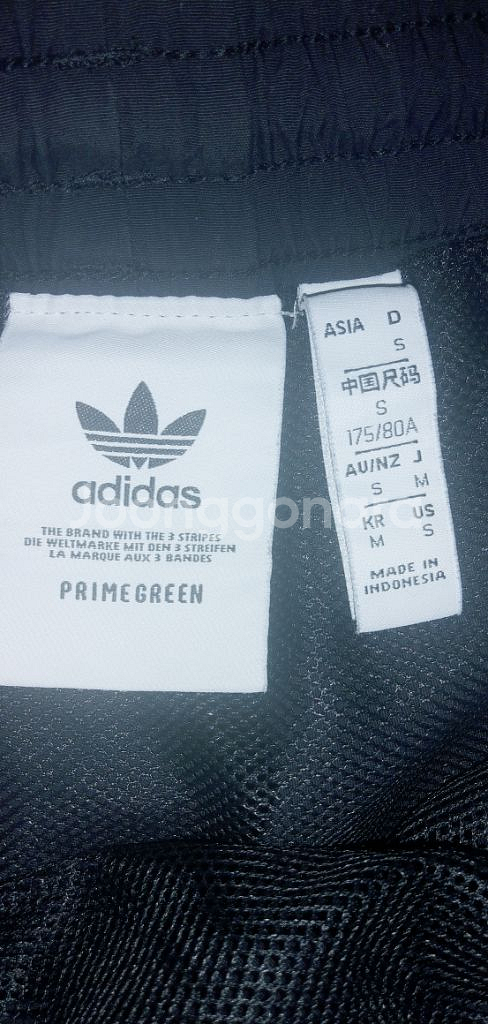 adidas
THE BRAND WITH THE 3 STRIPES
DIE WELTMARKE MIT DEN 3 STREIFEN
LA MARQUE AUX 3 BANDES
PRIMEGREEN
ASIA D
S
中国尺码
S
175/80A
AU/NZ J
S M
KR US
M S
MADE IN
INDONESIA
joonggonara